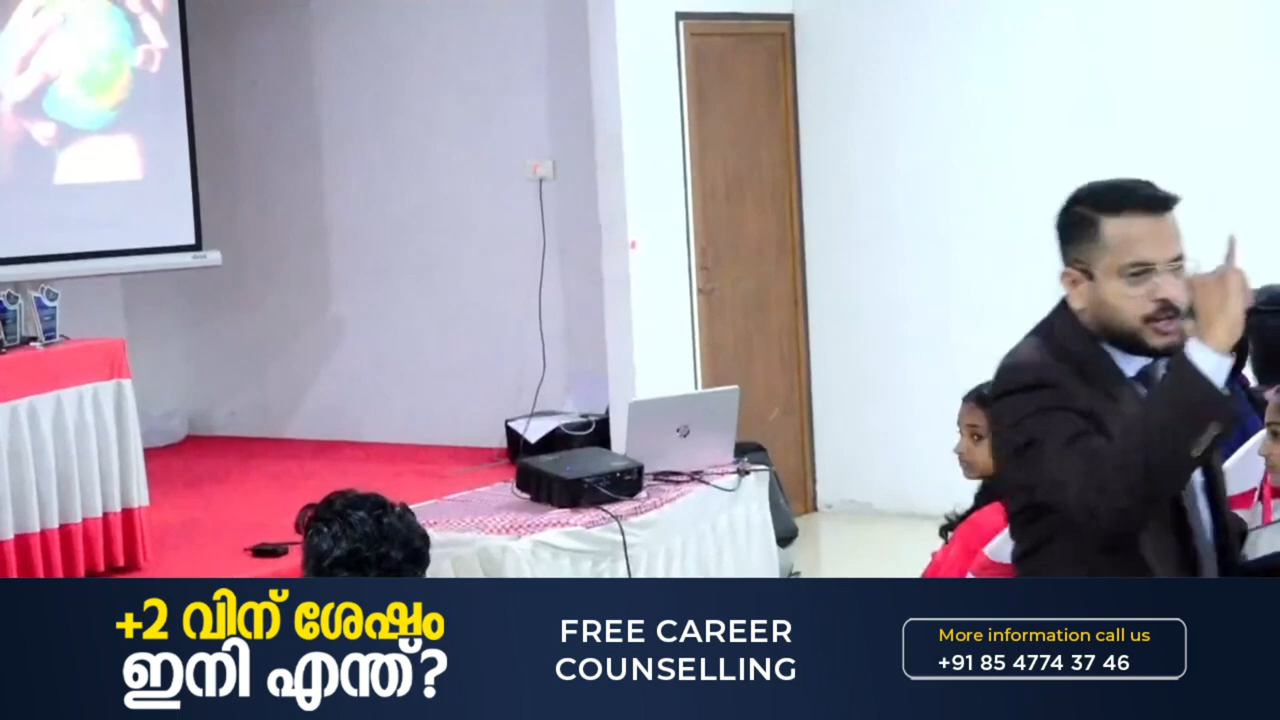 +2 വിന് ശേഷം
ഇനി എന്ത്?
FREE CAREER
COUNSELLING
More information call us
+91 85 4774 37 46